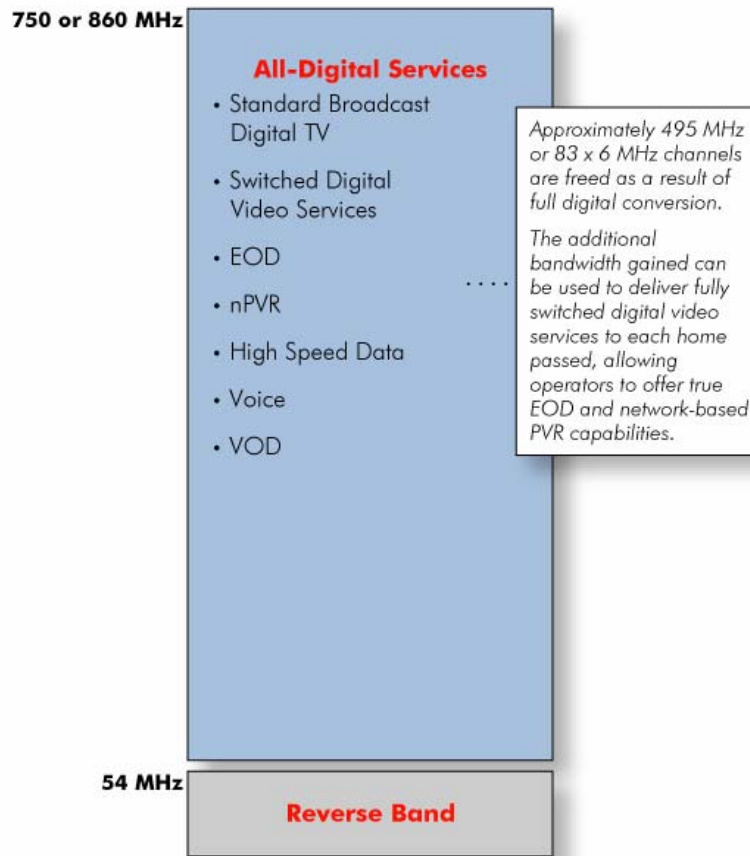 750 or 860 MHz
All-Digital Services
• Standard Broadcast
Digital TV
• Switched Digital
Video Services
• EOD
• nPVR
• High Speed Data
• Voice
• VOD
....
Approximately 495 MHz
or 83 x 6 MHz channels
are freed as a result of
full digital conversion.
The additional
bandwidth gained can
be used to deliver fully
switched digital video
services to each home
passed, allowing
operators to offer true
EOD and network-based
PVR capabilities.
54 MHz
Reverse Band